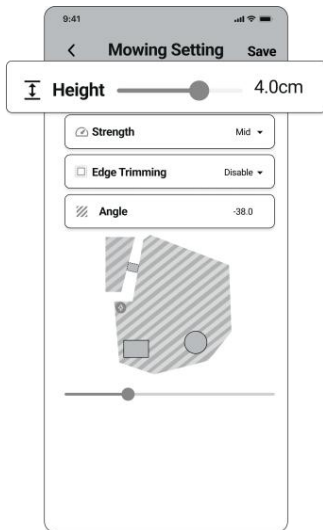 9:41
Mowing Setting Save
Height 4.0cm
Strength Mid
Edge Trimming Disable
Angle -38.0